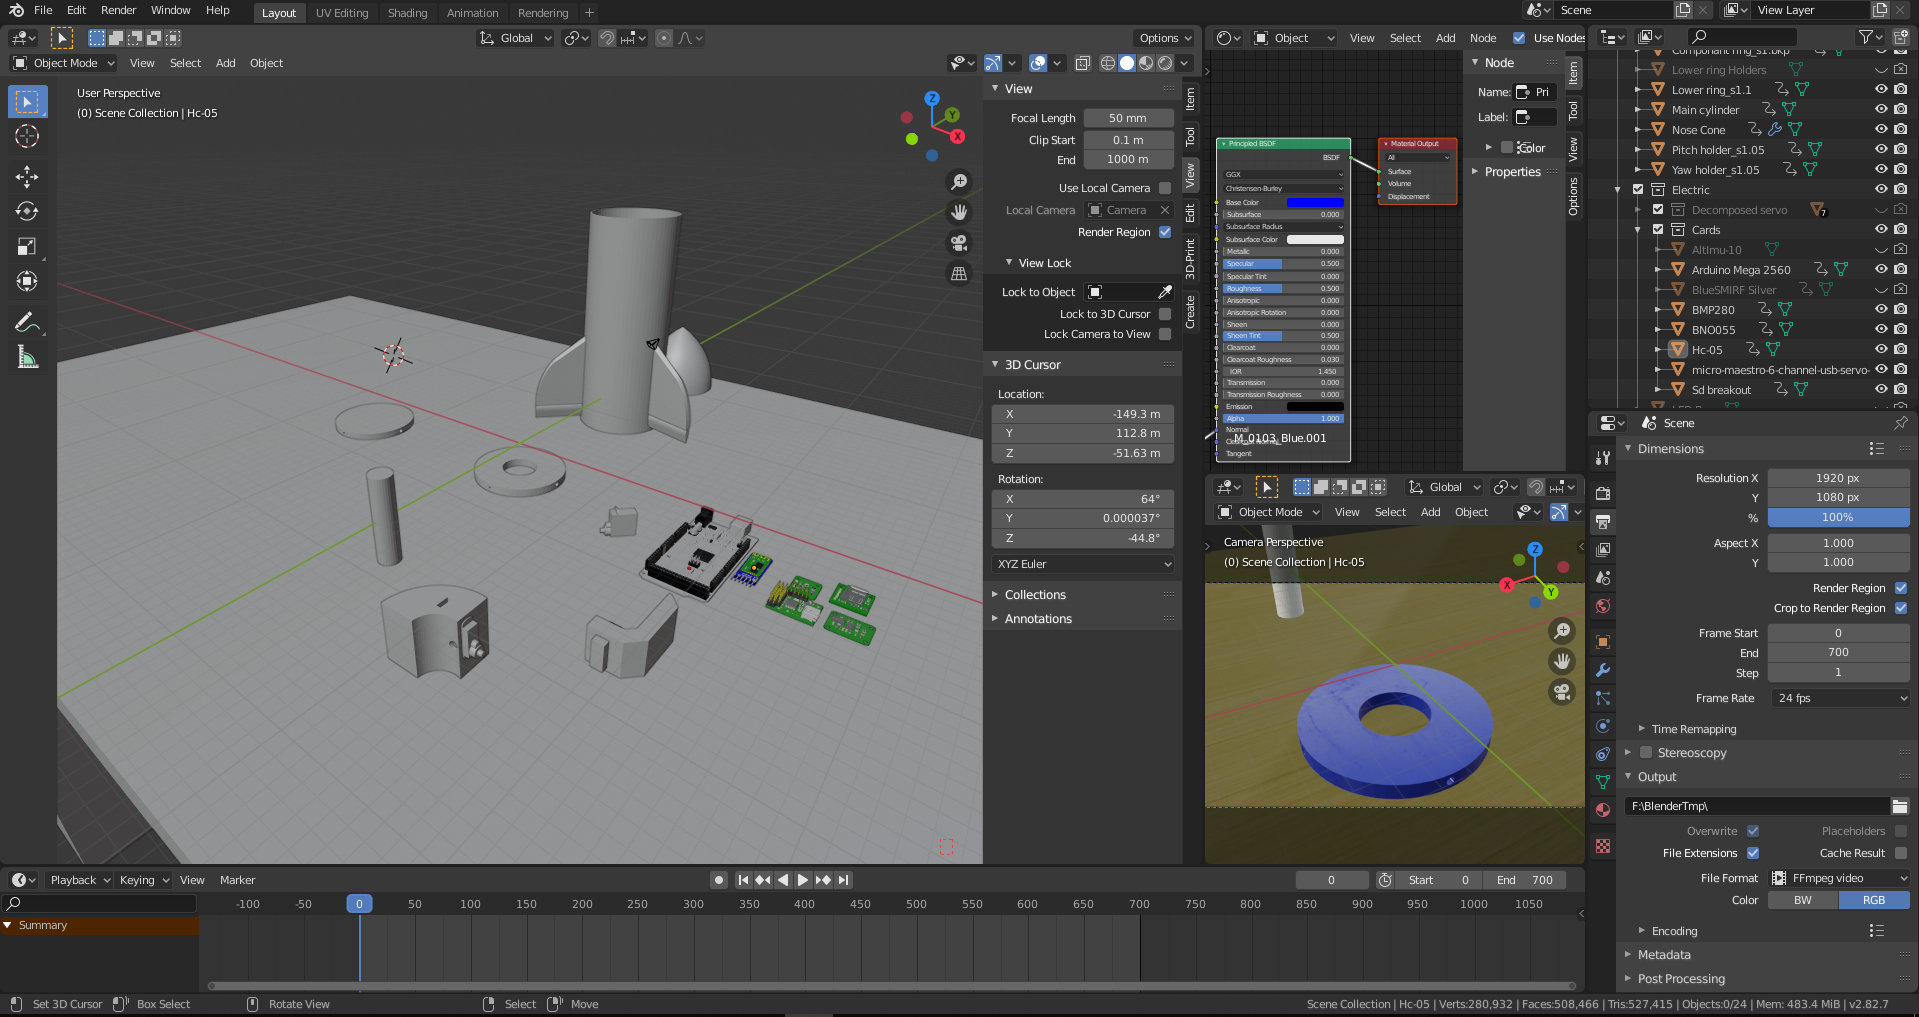 File Edit Render Window Help
Layout UV Editing Shading Animation Rendering +
Scene
View Layer
Global
Options
Object Mode View Select Add Object
User Perspective
(0) Scene Collection | Hc-05
Z
Y
X
View
Focal Length 50 mm
Clip Start 0.1 m
End 1000 m
Use Local Camera
Local Camera Camera
Render Region
View Lock
Lock to Object
Lock to 3D Cursor
Lock Camera to View
3D Cursor
Location:
X -149.3 m
Y 112.8 m
Z -51.63 m
Rotation:
X 64°
Y 0.000037°
Z -44.8°
XYZ Euler
Collections
Annotations
Item
Tool
View
Edit
3D-Print
Create
Object View Select Add Node Use Nodes
Node
Name: Pri
Label:
Color
Properties
Item
Tool
View
Options
Principled BSDF
BSDF
GGX
Christensen-Burley
Base Color
Subsurface 0.000
Subsurface Radius
Subsurface Color
Metallic 0.000
Specular 0.500
Specular Tint 0.000
Roughness 0.500
Anisotropic 0.000
Anisotropic Rotation 0.000
Sheen 0.000
Sheen Tint 0.500
Clearcoat 0.000
Clearcoat Roughness 0.030
IOR 1.450
Transmission 0.000
Transmission Roughness 0.000
Emission
Alpha 1.000
Normal
M_0103_Blue.001
Tangent
Material Output
All
Surface
Volume
Displacement
Global
Object Mode View Select Add Object
Camera Perspective
(0) Scene Collection | Hc-05
Z
X
Y
Component ring_s1.bkp
Lower ring Holders
Lower ring_s1.1
Main cylinder
Nose Cone
Pitch holder_s1.05
Yaw holder_s1.05
Electric
Decomposed servo 7
Cards
AltImu-10
Arduino Mega 2560
BlueSMIRF Silver
BMP280
BNO055
Hc-05
micro-maestro-6-channel-usb-servo-
Sd breakout
Scene
Dimensions
Resolution X 1920 px
Y 1080 px
% 100%
Aspect X 1.000
Y 1.000
Render Region
Crop to Render Region
Frame Start 0
End 700
Step 1
Frame Rate 24 fps
Time Remapping
Stereoscopy
Output
F:\BlenderTmp\
Overwrite Placeholders
File Extensions Cache Result
File Format FFmpeg video
Color BW RGB
Encoding
Metadata
Post Processing
Playback Keying View Marker
0 Start 0 End 700
-100 -50 0 50 100 150 200 250 300 350 400 450 500 550 600 650 700 750 800 850 900 950 1000 1050
Summary
Set 3D Cursor Box Select Rotate View Select Move
Scene Collection | Hc-05 | Verts:280,932 | Faces:508,466 | Tris:527,415 | Objects:0/24 | Mem: 483.4 MiB | v2.82.7